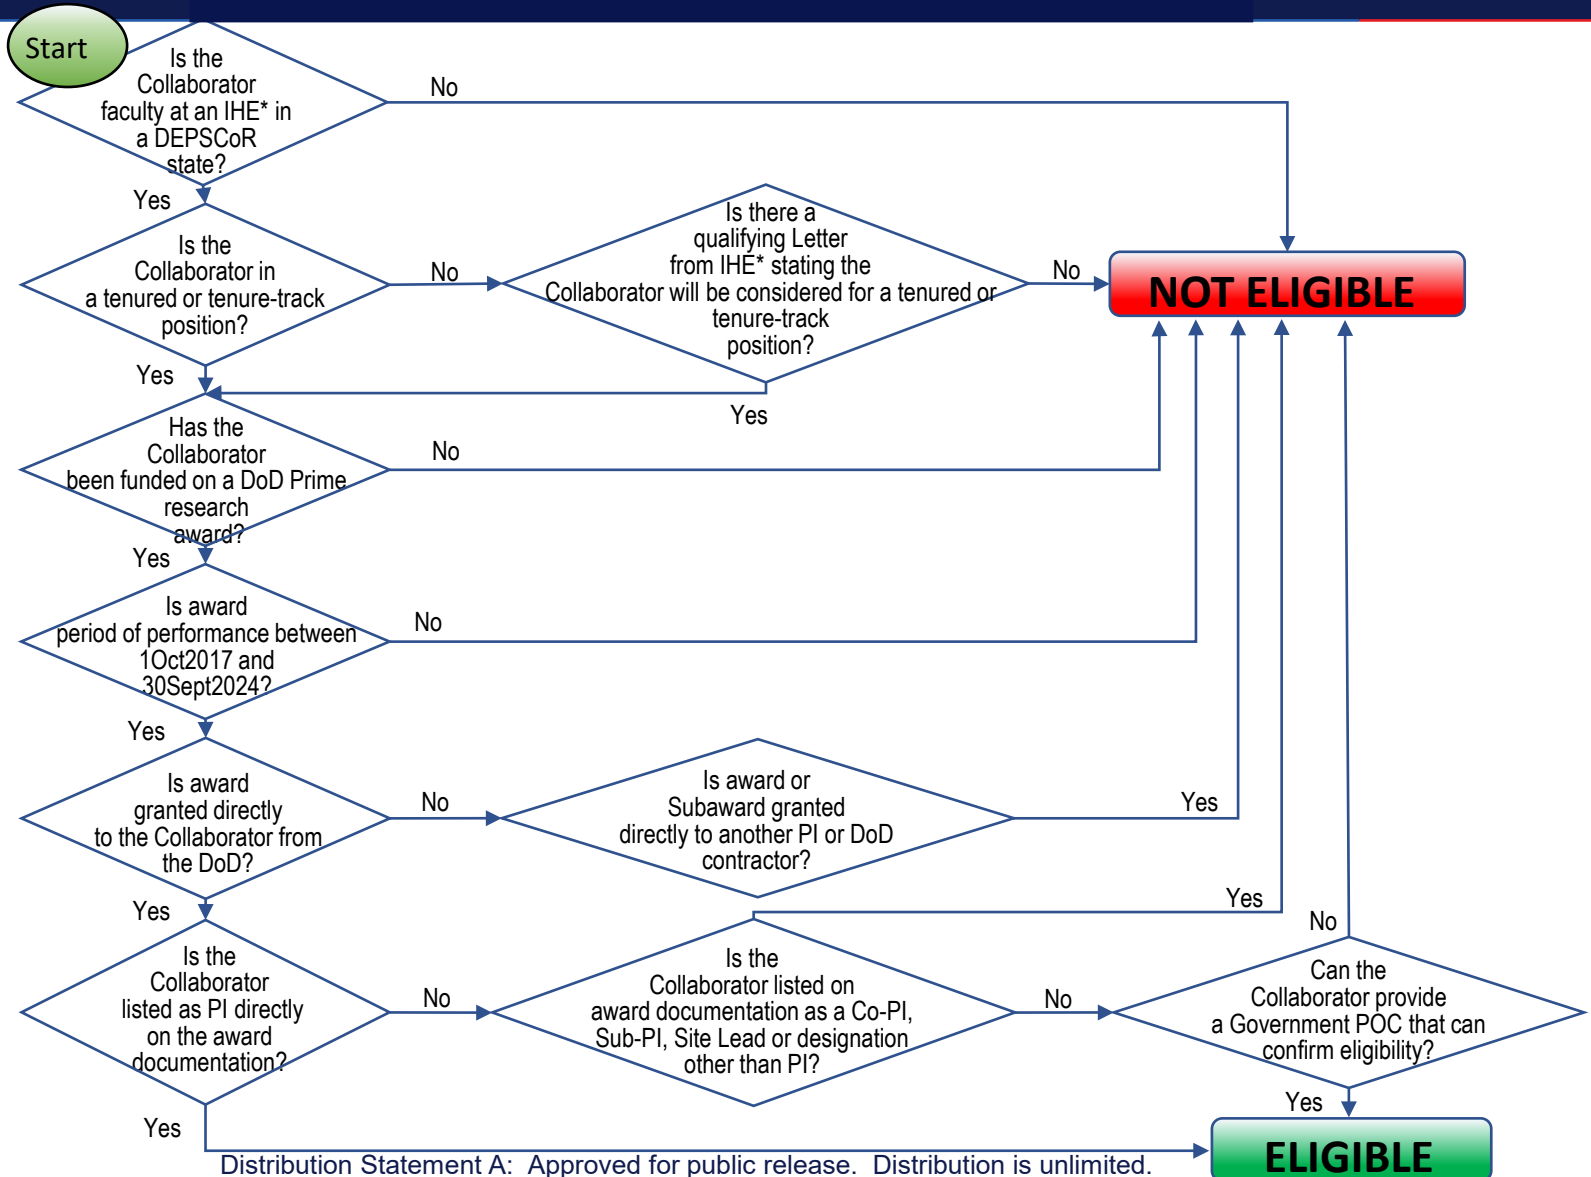 Start
Is the
Collaborator
faculty at an IHE* in
a DEPSCoR
state?
No
Yes
Is the
Collaborator in
a tenured or tenure-track
position?
No
Is there a
qualifying Letter
from IHE* stating the
Collaborator will be considered for a tenured or
tenure-track
position?
No
NOT ELIGIBLE
Yes
Yes
Has the
Collaborator
been funded on a DoD Prime
research
award?
No
Yes
Is award
period of performance between
1Oct2017 and
30Sept2024?
No
Yes
Is award
granted directly
to the Collaborator from
the DoD?
No
Is award or
Subaward granted
directly to another PI or DoD
contractor?
Yes
Yes
Is the
Collaborator
listed as PI directly
on the award
documentation?
No
Is the
Collaborator listed on
award documentation as a Co-PI,
Sub-PI, Site Lead or designation
other than PI?
Yes
No
Can the
Collaborator provide
a Government POC that can
confirm eligibility?
No
Yes
Yes
ELIGIBLE
Distribution Statement A:  Approved for public release.  Distribution is unlimited.